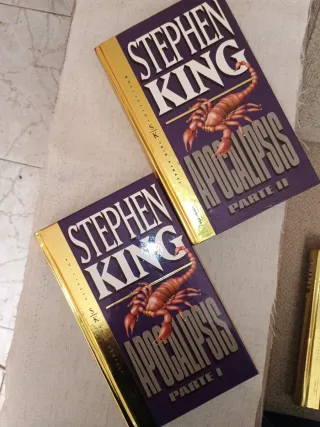 STEPHEN
KING
APOCALIPSIS
PARTE II
STEPHEN
KING
APOCALIPSIS
PARTE I